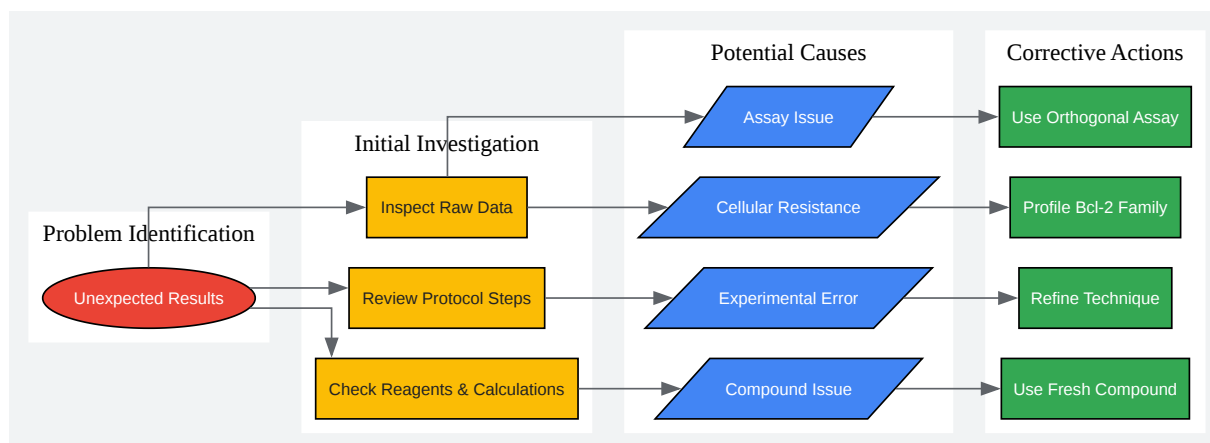 Potential Causes
Corrective Actions
Assay Issue
Use Orthogonal Assay
Initial Investigation
Inspect Raw Data
Cellular Resistance
Profile Bcl-2 Family
Problem Identification
Unexpected Results
Review Protocol Steps
Experimental Error
Refine Technique
Check Reagents & Calculations
Compound Issue
Use Fresh Compound